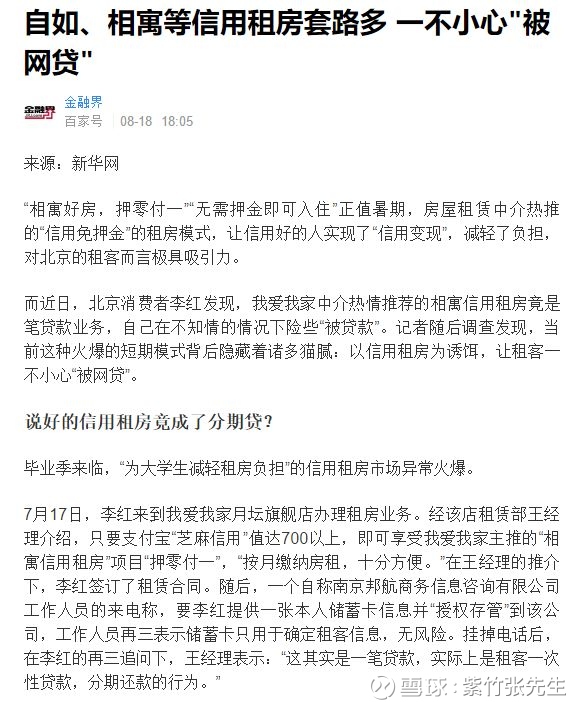 自如、相寓等信用租房套路多 一不小心"被
网贷"
金融界
金融界
百家号 08-18 18:05
来源：新华网
“相寓好房，押零付一”“无需押金即可入住”正值暑期，房屋租赁中介热推
的“信用免押金”的租房模式，让信用好的人实现了“信用变现”，减轻了负担，
对北京的租客而言极具吸引力。
而近日，北京消费者李红发现，我爱我家中介热情推荐的相寓信用租房竟是
笔贷款业务，自己在不知情的情况下险些“被贷款”。记者随后调查发现，当
前这种火爆的短期模式背后隐藏着诸多猫腻：以信用租房为诱饵，让租客一
不小心“被网贷”。
说好的信用租房竟成了分期贷？
毕业季来临，“为大学生减轻租房负担”的信用租房市场异常火爆。
7月17日，李红来到我爱我家月坛旗舰店办理租房业务。经该店租赁部王经
理介绍，只要支付宝“芝麻信用”值达700以上，即可享受我爱我家主推的“相
寓信用租房”项目“押零付一”，“按月缴纳房租，十分方便。”在王经理的推介
下，李红签订了租赁合同。随后，一个自称南京邦航商务信息咨询有限公司
工作人员的来电称，要李红提供一张本人储蓄卡信息并“授权存管”到该公
司，工作人员再三表示储蓄卡只用于确定租客信息，无风险。挂掉电话后，
在李红的再三追问下，王经理表示：“这其实是一笔贷款，实际上是租客一次
性贷款，分期还款的行为。”
雪球：紫竹张先生